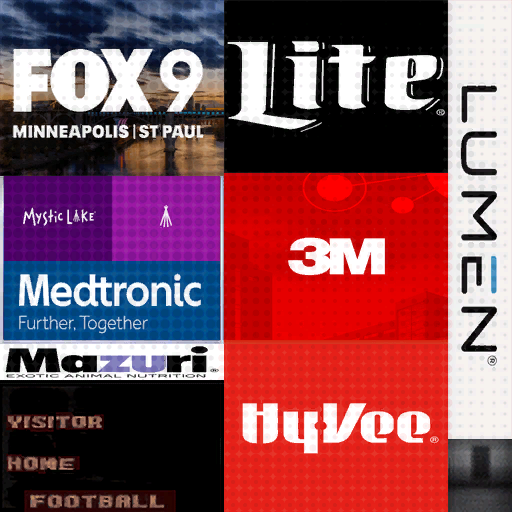 FOX 9
MINNEAPOLIS | ST PAUL
Lite
®
LUMEN®
Mystic Lake
3M
Medtronic
Further, Together
Mazuri®
EXOTIC ANIMAL NUTRITION
HyVee®
VISITOR
HOME
FOOTBALL